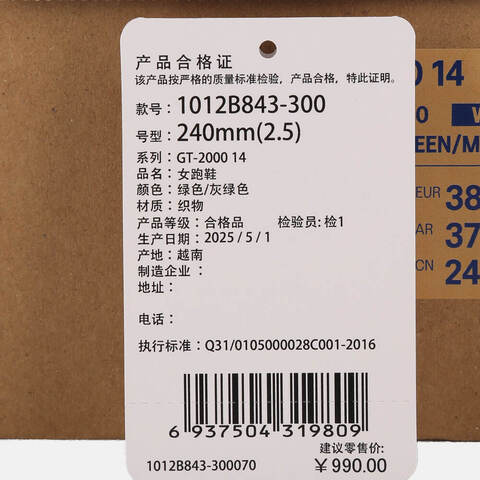 产品合格证
该产品按严格的质量标准检验，产品合格，特此证明。
款号：1012B843-300
号型：240mm(2.5)
系列：GT-2000 14
品名：女跑鞋
颜色：绿色/灰绿色
材质：织物
产品等级：合格品 检验员：检1
生产日期：2025/5/1
产地：越南
制造企业：
地址：
电话：
执行标准：Q31/0105000028C001-2016
6 937504 319809
建议零售价:
1012B843-300070 ￥990.00
14
EEN/M
EUR 38
AR 37
CN 24